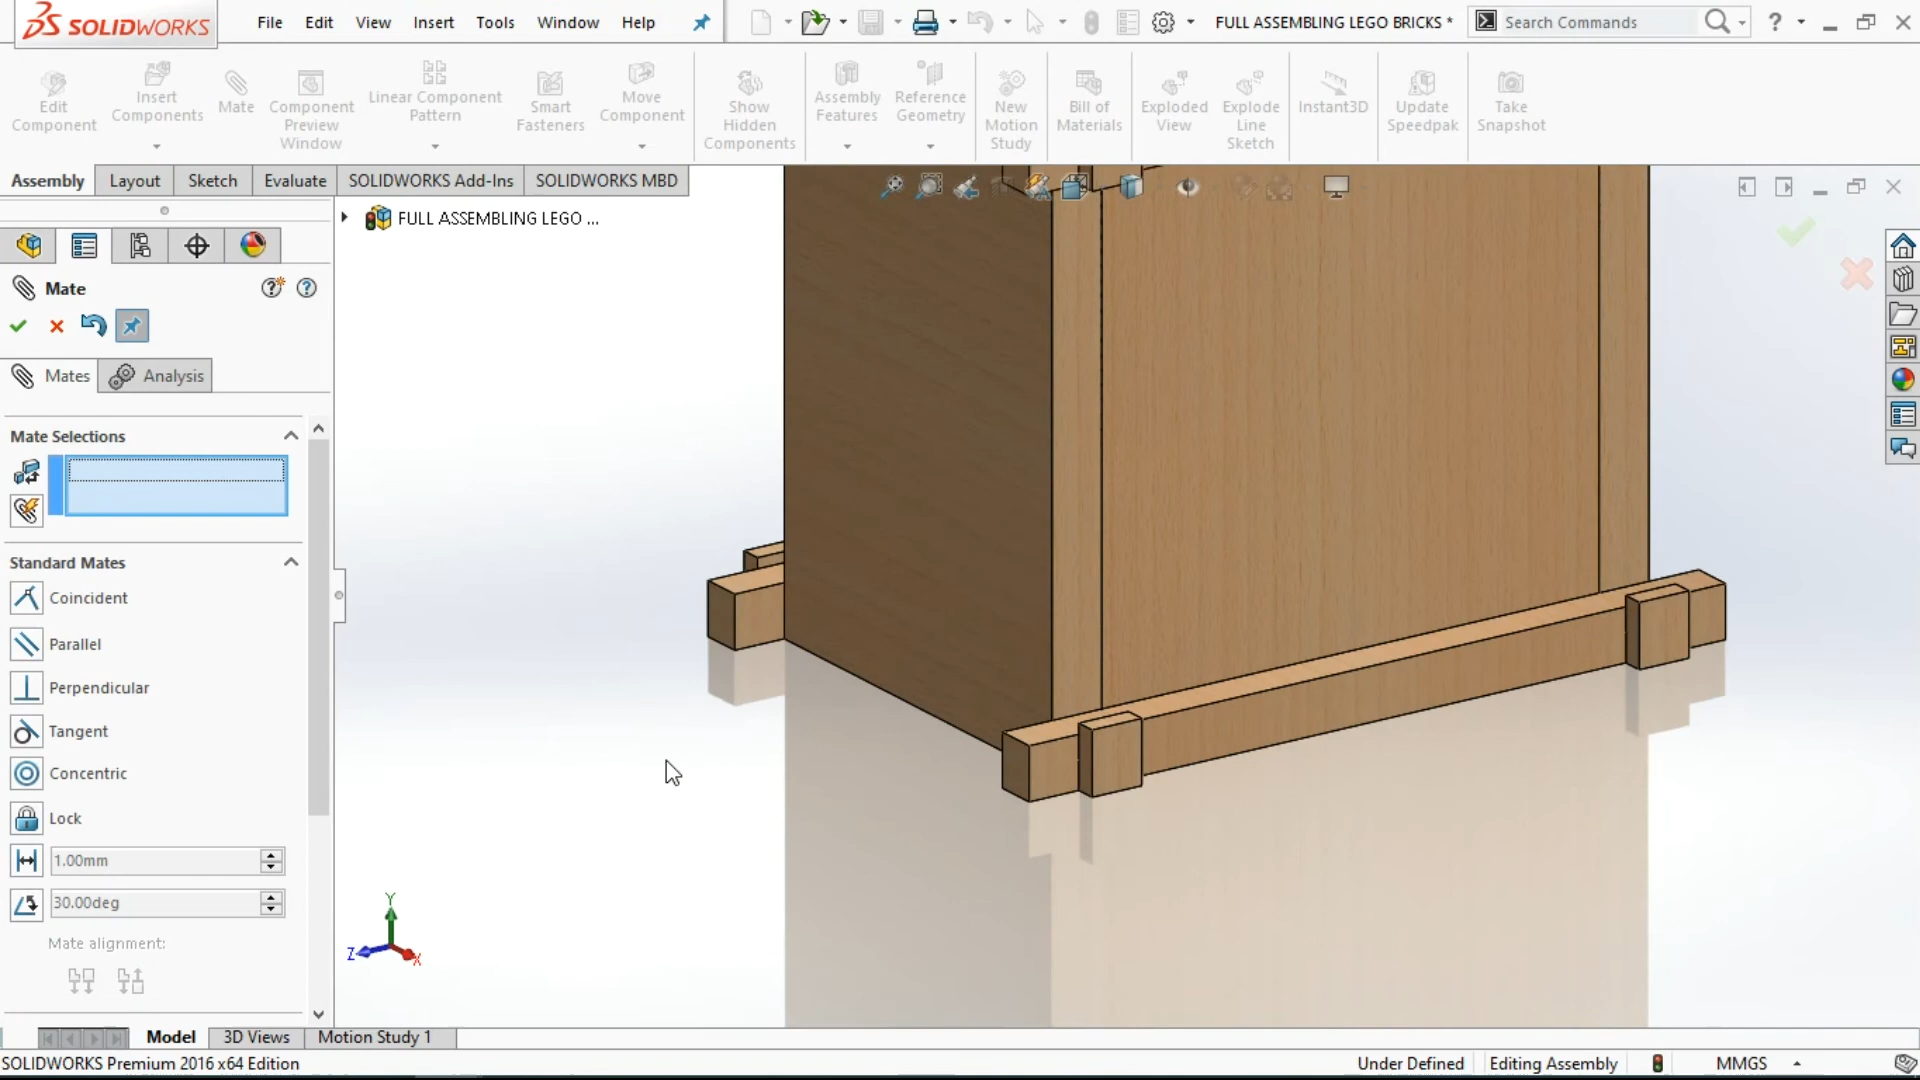 SOLIDWORKS
File Edit View Insert Tools Window Help
FULL ASSEMBLING LEGO BRICKS *
Search Commands
Edit Component
Insert Components
Mate
Component Preview Window
Linear Component Pattern
Smart Fasteners
Move Component
Show Hidden Components
Assembly Features
Reference Geometry
New Motion Study
Bill of Materials
Exploded View
Explode Line Sketch
Instant3D
Update Speedpak
Take Snapshot
Assembly Layout Sketch Evaluate SOLIDWORKS Add-Ins SOLIDWORKS MBD
FULL ASSEMBLING LEGO ...
Mate
Mates Analysis
Mate Selections
Standard Mates
Coincident
Parallel
Perpendicular
Tangent
Concentric
Lock
1.00mm
30.00deg
Mate alignment:
Y
Z
X
Model 3D Views Motion Study 1
SOLIDWORKS Premium 2016 x64 Edition
Under Defined Editing Assembly MMGS